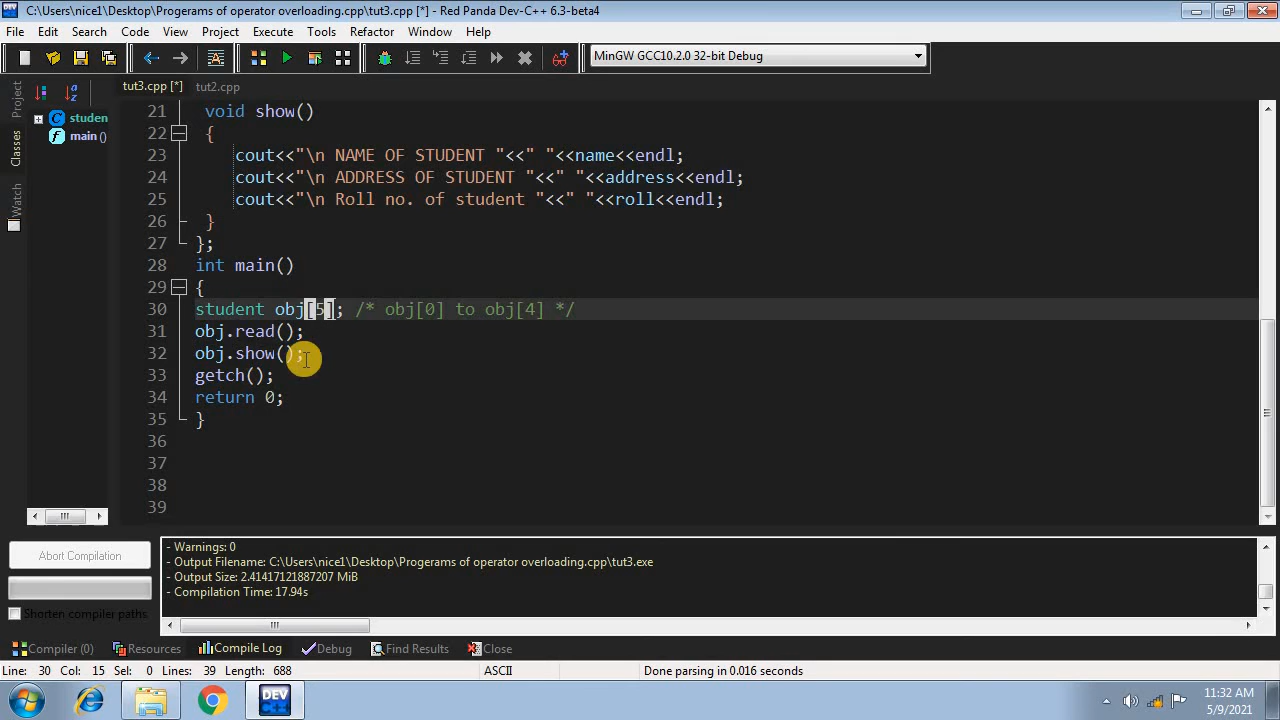 C:\Users\nice1\Desktop\Progerams of operator overloading.cpp\tut3.cpp [*] - Red Panda Dev-C++ 6.3-beta4
File Edit Search Code View Project Execute Tools Refactor Window Help
MinGW GCC10.2.0 32-bit Debug
tut3.cpp [*] tut2.cpp
Project
Classes
Watch
studen
main ()
21 void show()
22 {
23 cout<<"\n NAME OF STUDENT "<<" "<<name<<endl;
24 cout<<"\n ADDRESS OF STUDENT "<<" "<<address<<endl;
25 cout<<"\n Roll no. of student "<<" "<<roll<<endl;
26 }
27 };
28 int main()
29 {
30 student obj[5]; /* obj[0] to obj[4] */
31 obj.read();
32 obj.show();
33 getch();
34 return 0;
35 }
36
37
38
39
Abort Compilation
Shorten compiler paths
- Warnings: 0
- Output Filename: C:\Users\nice1\Desktop\Progerams of operator overloading.cpp\tut3.exe
- Output Size: 2.41417121887207 MiB
- Compilation Time: 17.94s
Compiler (0) Resources Compile Log Debug Find Results Close
Line: 30 Col: 15 Sel: 0 Lines: 39 Length: 688 ASCII Done parsing in 0.016 seconds
DEV C++
11:32 AM
5/9/2021